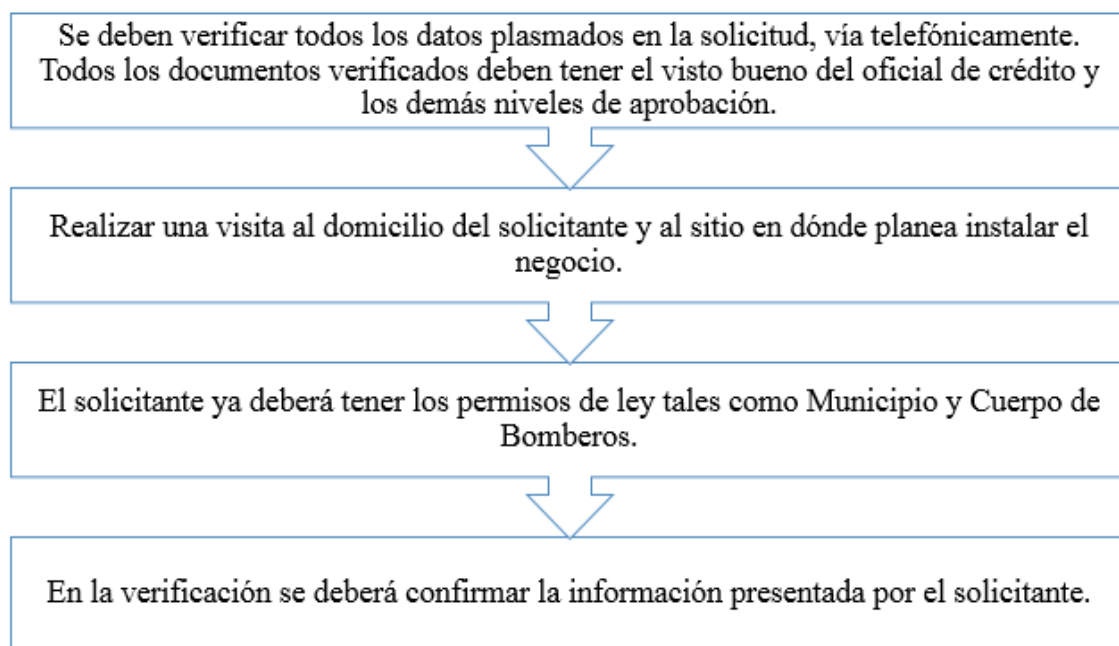 Se deben verificar todos los datos plasmados en la solicitud, vía telefónicamente.
Todos los documentos verificados deben tener el visto bueno del oficial de crédito y
los demás niveles de aprobación.
Realizar una visita al domicilio del solicitante y al sitio en dónde planea instalar el
negocio.
El solicitante ya deberá tener los permisos de ley tales como Municipio y Cuerpo de
Bomberos.
En la verificación se deberá confirmar la información presentada por el solicitante.